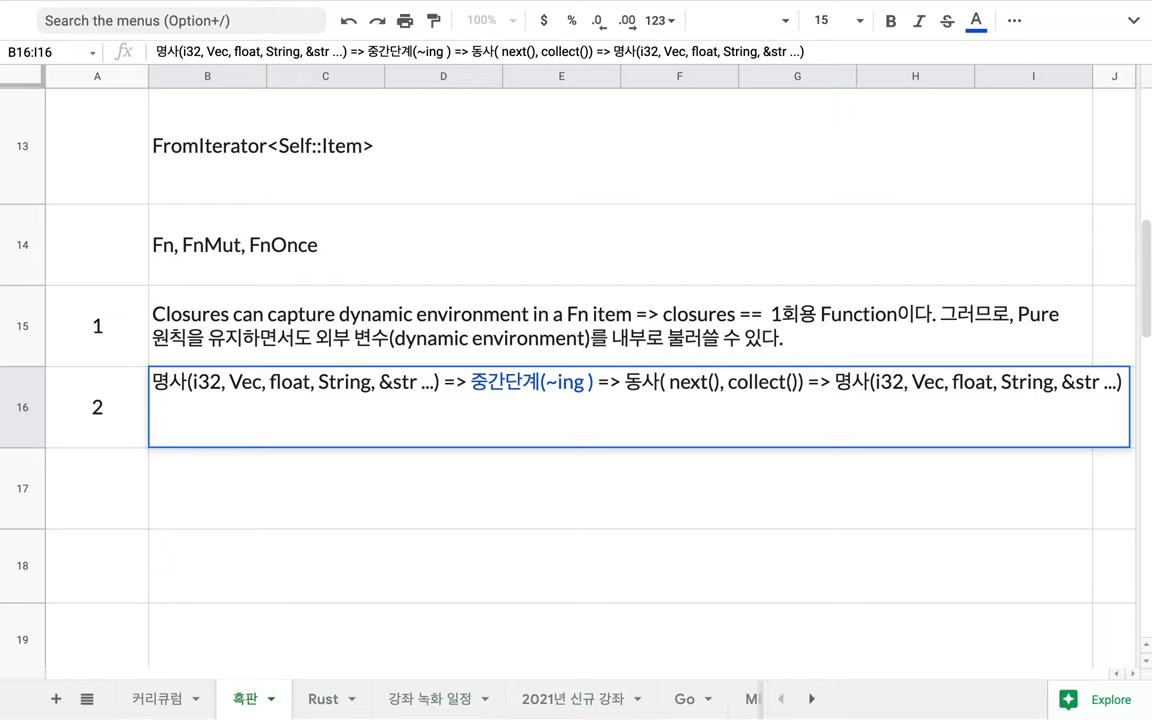 Search the menus (Option+/)
100%
$ % .0 .00 123
15
B I S A
B16:I16
fx
명사(i32, Vec, float, String, &str ...) => 중간단계(~ing ) => 동사( next(), collect()) => 명사(i32, Vec, float, String, &str ...)
A B C D E F G H I J
13
FromIterator<Self::Item>
14
Fn, FnMut, FnOnce
15
1
Closures can capture dynamic environment in a Fn item => closures == 1회용 Function이다. 그러므로, Pure
원칙을 유지하면서도 외부 변수(dynamic environment)를 내부로 불러쓸 수 있다.
16
2
명사(i32, Vec, float, String, &str ...) => 중간단계(~ing ) => 동사( next(), collect()) => 명사(i32, Vec, float, String, &str ...)
17
18
19
커리큐럼
흑판
Rust
강좌 녹화 일정
2021년 신규 강좌
Go
Mi
Explore